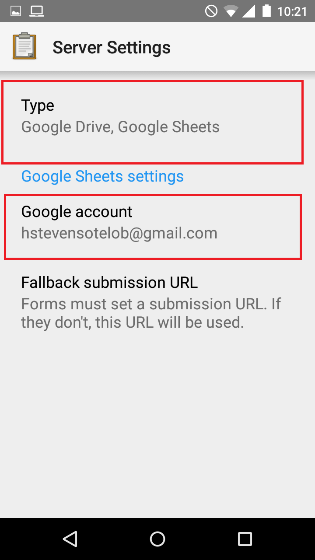 10:21
Server Settings
Type
Google Drive, Google Sheets
Google Sheets settings
Google account
hstevensotelob@gmail.com
Fallback submission URL
Forms must set a submission URL. If
they don't, this URL will be used.